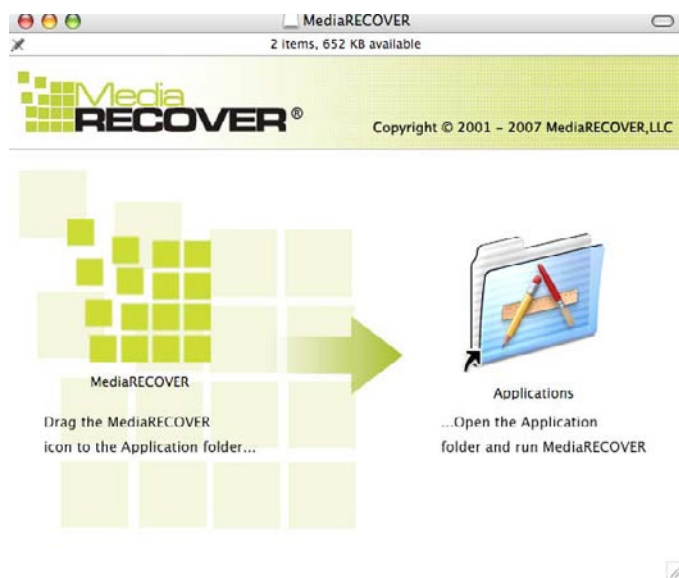 MediaRECOVER
2 items, 652 KB available
Media
RECOVER®
Copyright © 2001 – 2007 MediaRECOVER,LLC
MediaRECOVER
Drag the MediaRECOVER
icon to the Application folder...
Applications
...Open the Application
folder and run MediaRECOVER